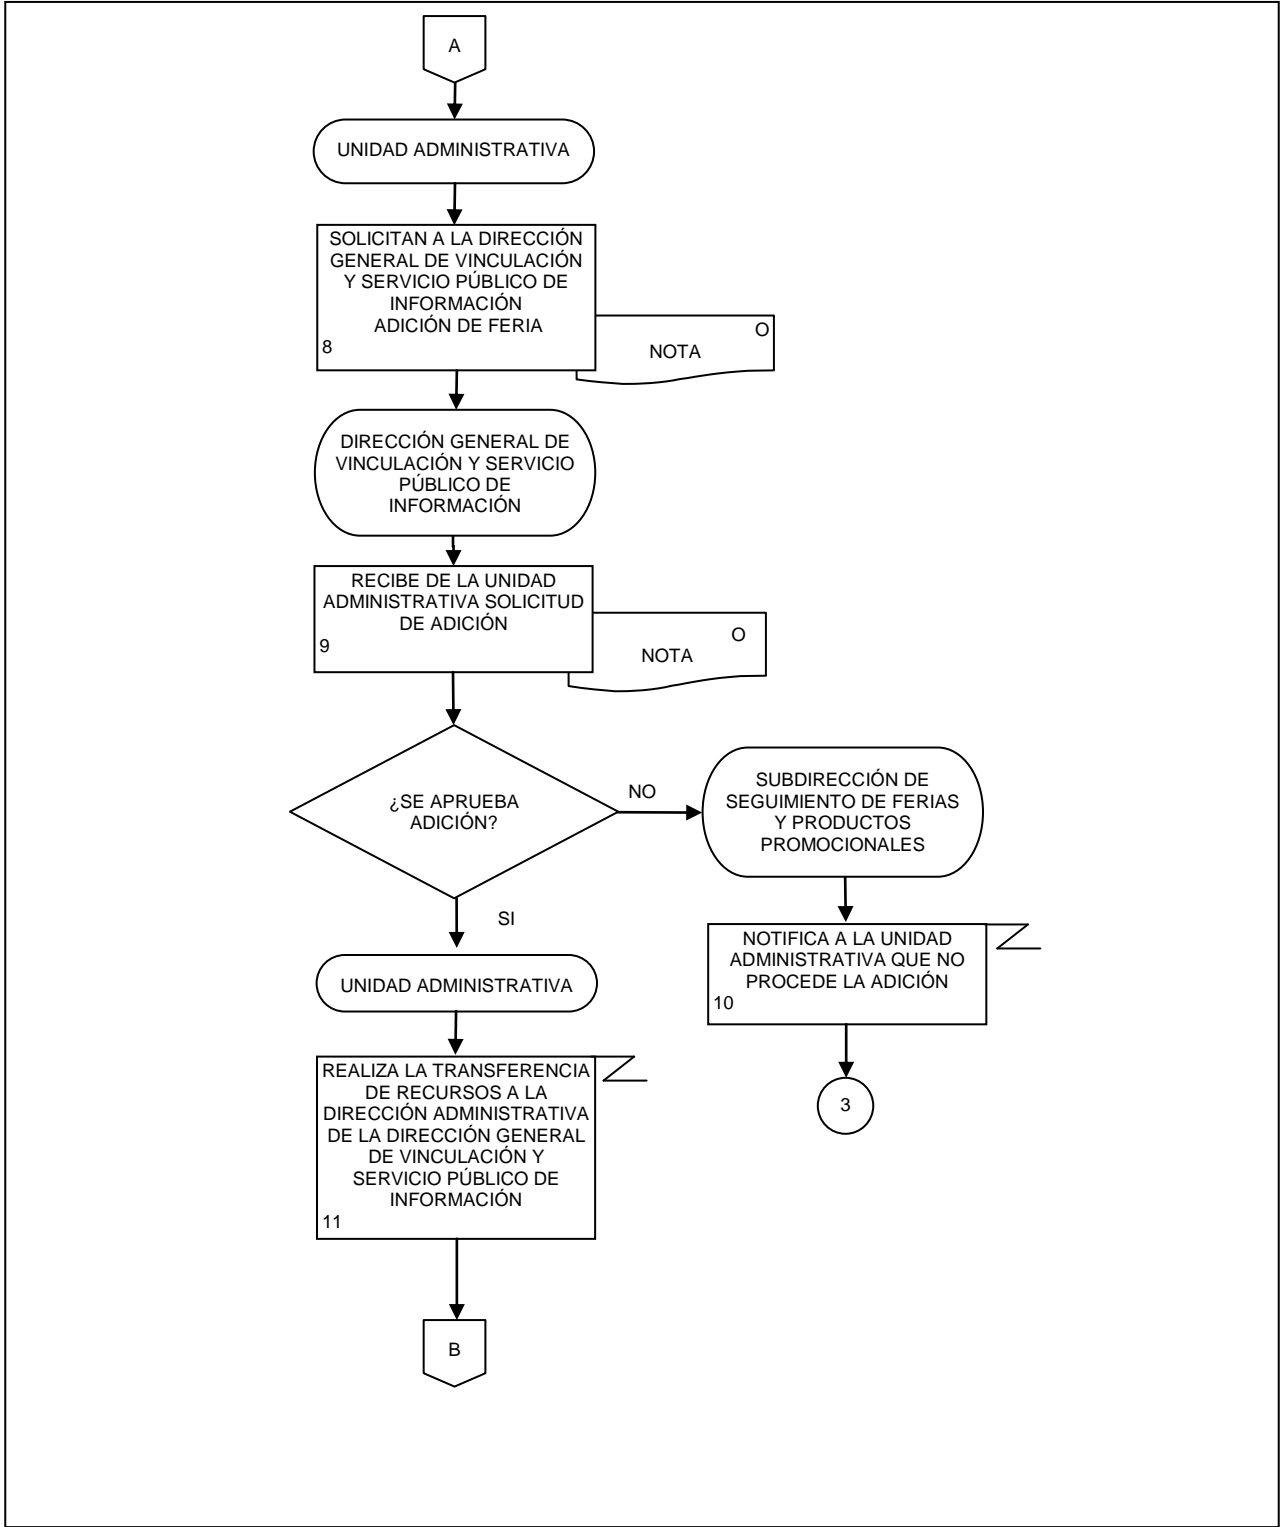 A
UNIDAD ADMINISTRATIVA
SOLICITAN A LA DIRECCIÓN
GENERAL DE VINCULACIÓN
Y SERVICIO PÚBLICO DE
INFORMACIÓN
ADICIÓN DE FERIA
8
O
NOTA
DIRECCIÓN GENERAL DE
VINCULACIÓN Y SERVICIO
PÚBLICO DE
INFORMACIÓN
RECIBE DE LA UNIDAD
ADMINISTRATIVA SOLICITUD
DE ADICIÓN
9
O
NOTA
¿SE APRUEBA
ADICIÓN?
NO
SUBDIRECCIÓN DE
SEGUIMIENTO DE FERIAS
Y PRODUCTOS
PROMOCIONALES
NOTIFICA A LA UNIDAD
ADMINISTRATIVA QUE NO
PROCEDE LA ADICIÓN
10
3
SI
UNIDAD ADMINISTRATIVA
REALIZA LA TRANSFERENCIA
DE RECURSOS A LA
DIRECCIÓN ADMINISTRATIVA
DE LA DIRECCIÓN GENERAL
DE VINCULACIÓN Y
SERVICIO PÚBLICO DE
INFORMACIÓN
11
B